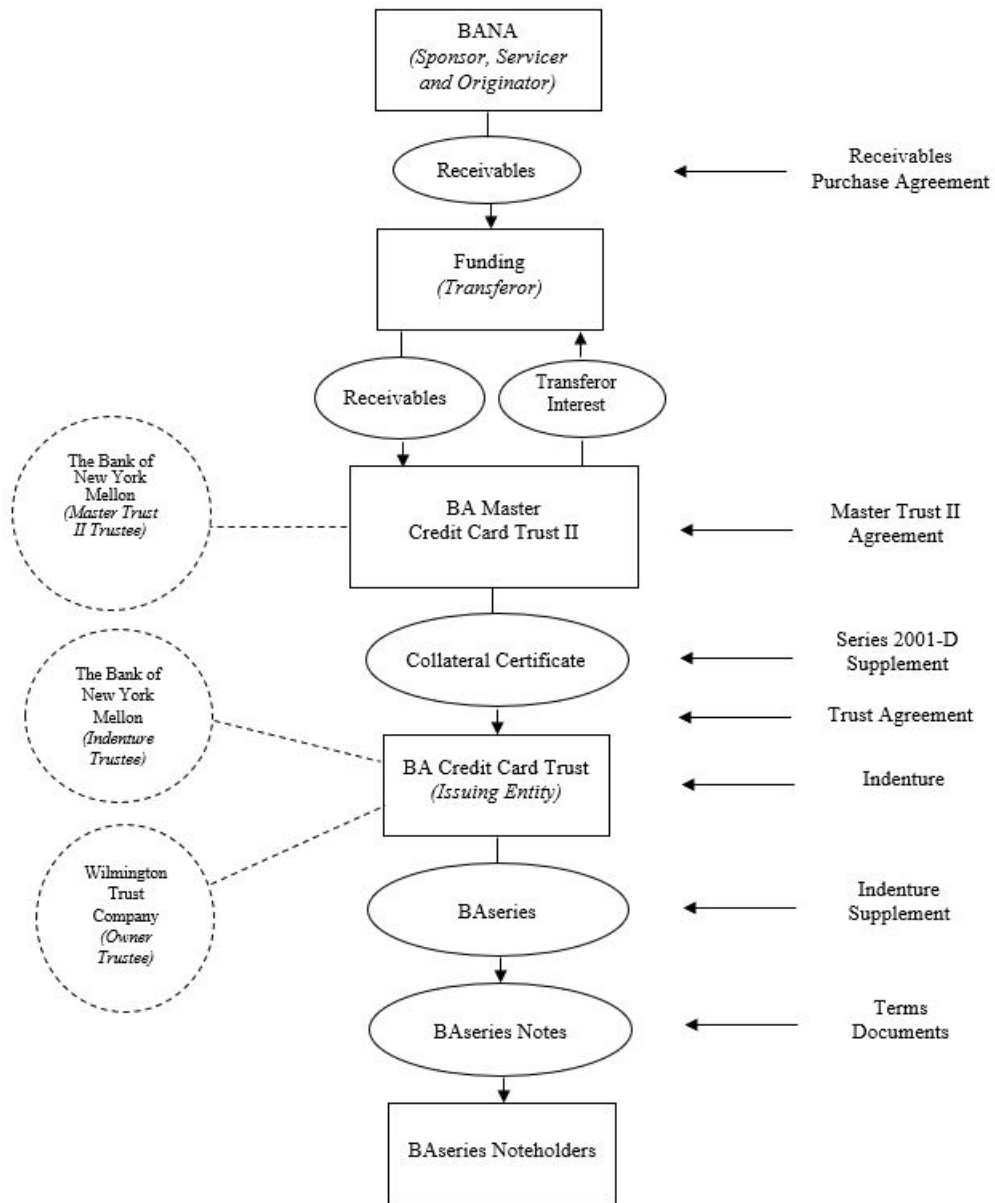 BANA
(Sponsor, Servicer
and Originator)
Receivables
Receivables
Purchase Agreement
Funding
(Transferor)
Receivables
Transferor
Interest
The Bank of
New York
Mellon
(Master Trust
II Trustee)
BA Master
Credit Card Trust II
Master Trust II
Agreement
Collateral Certificate
Series 2001-D
Supplement
The Bank of
New York
Mellon
(Indenture
Trustee)
Trust Agreement
BA Credit Card Trust
(Issuing Entity)
Indenture
Wilmington
Trust
Company
(Owner
Trustee)
BAseries
Indenture
Supplement
BAseries Notes
Terms
Documents
BAseries Noteholders